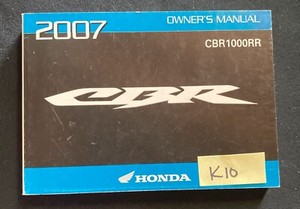 2007
OWNER'S MANUAL
CBR1000RR
CBR
HONDA
K10